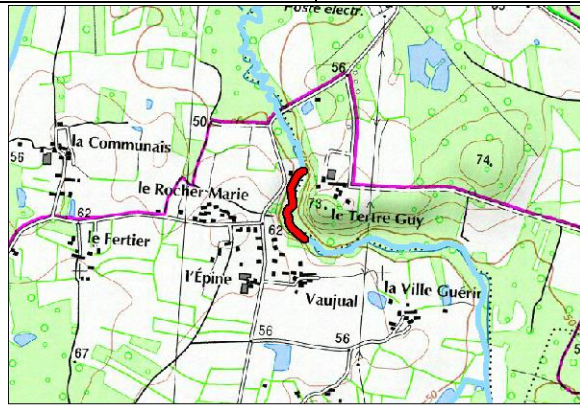 Poste électr.
56
50
la Communais
56
74
le Rocher Marie
73
le Tertre Guy
62
62
le Fertier
l'Épine
Vaujual
la Ville Guérin
56
56
67
50
5